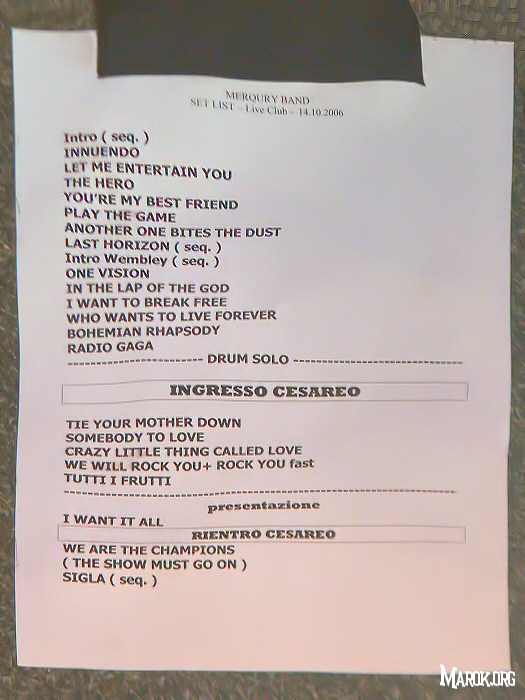 MERQURY BAND
SET LIST – Live Club - 14.10.2006
Intro ( seq. )
INNUENDO
LET ME ENTERTAIN YOU
THE HERO
YOU'RE MY BEST FRIEND
PLAY THE GAME
ANOTHER ONE BITES THE DUST
LAST HORIZON ( seq. )
Intro Wembley ( seq. )
ONE VISION
IN THE LAP OF THE GOD
I WANT TO BREAK FREE
WHO WANTS TO LIVE FOREVER
BOHEMIAN RHAPSODY
RADIO GAGA
----------------------- DRUM SOLO -----------------------------
INGRESSO CESAREO
TIE YOUR MOTHER DOWN
SOMEBODY TO LOVE
CRAZY LITTLE THING CALLED LOVE
WE WILL ROCK YOU+ ROCK YOU fast
TUTTI I FRUTTI
-----------------------------------------------------------------
presentazione
I WANT IT ALL
RIENTRO CESAREO
WE ARE THE CHAMPIONS
( THE SHOW MUST GO ON )
SIGLA ( seq. )
MAROK.ORG